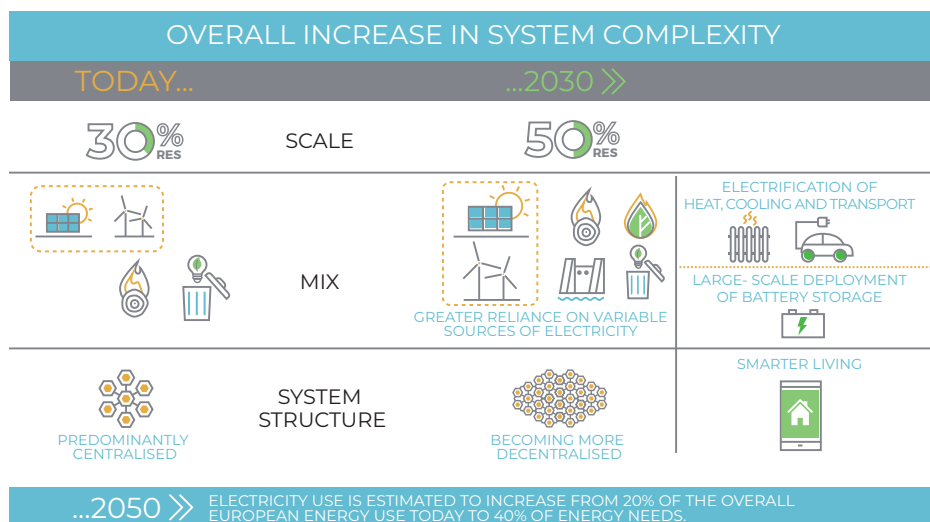 OVERALL INCREASE IN SYSTEM COMPLEXITY
TODAY...
...2030
30%
RES
SCALE
50%
RES
MIX
GREATER RELIANCE ON VARIABLE
SOURCES OF ELECTRICITY
ELECTRIFICATION OF
HEAT, COOLING AND TRANSPORT
LARGE- SCALE DEPLOYMENT
OF BATTERY STORAGE
PREDOMINANTLY
CENTRALISED
SYSTEM
STRUCTURE
BECOMING MORE
DECENTRALISED
SMARTER LIVING
...2050
ELECTRICITY USE IS ESTIMATED TO INCREASE FROM 20% OF THE OVERALL
EUROPEAN ENERGY USE TODAY TO 40% OF ENERGY NEEDS.